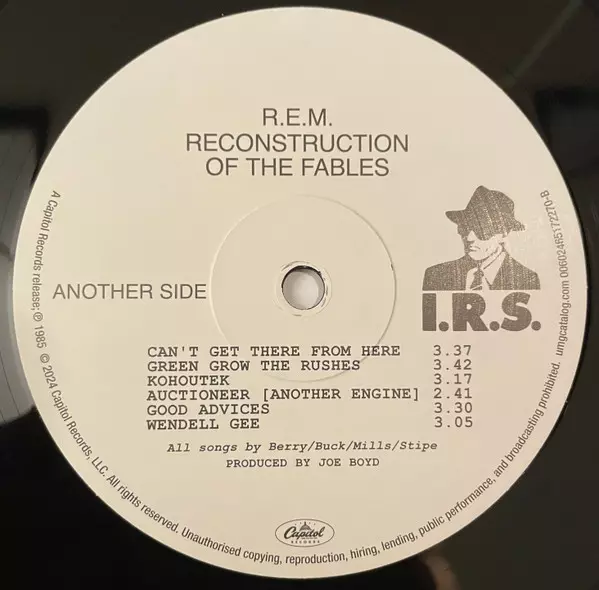 R.E.M.
RECONSTRUCTION
OF THE FABLES
ANOTHER SIDE
I.R.S.
CAN'T GET THERE FROM HERE 3.37
GREEN GROW THE RUSHES 3.42
KOHOUTEK 3.17
AUCTIONEER [ANOTHER ENGINE] 2.41
GOOD ADVICES 3.30
WENDELL GEE 3.05
All songs by Berry/Buck/Mills/Stipe
PRODUCED BY JOE BOYD
Capitol
RECORDS
A Capitol Records release; ℗ 1985 © 2024 Capitol Records, LLC. All rights reserved. Unauthorised copying, reproduction, hiring, lending, public performance, and broadcasting prohibited. umgcatalog.com 006024R5172270-B